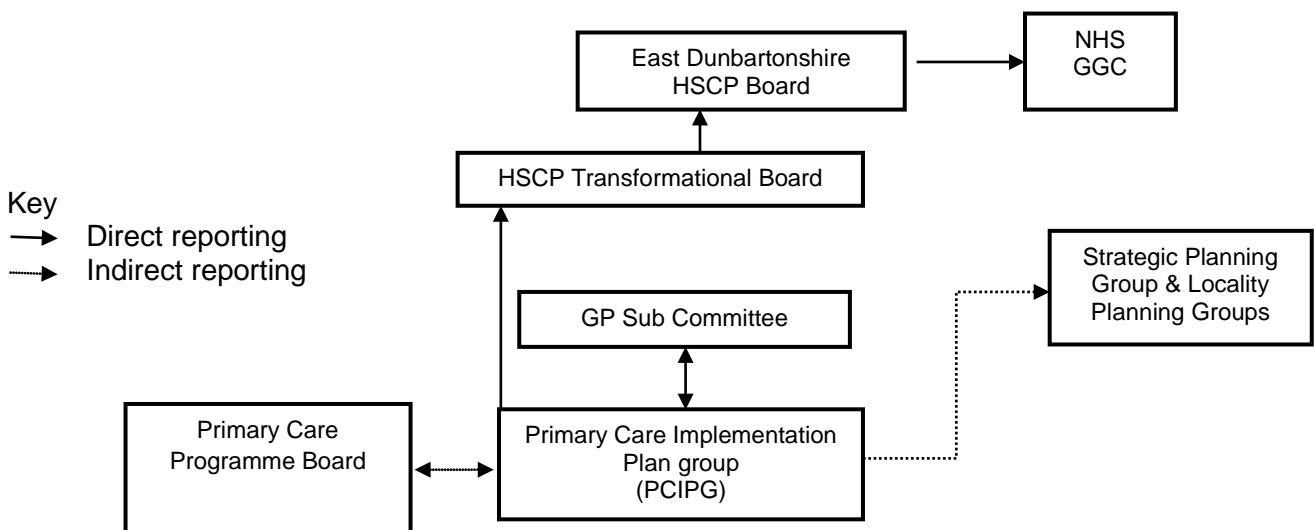 East Dunbartonshire
HSCP Board
NHS
GGC
HSCP Transformational Board
Key
Direct reporting
Indirect reporting
Strategic Planning
Group & Locality
Planning Groups
GP Sub Committee
Primary Care
Programme Board
Primary Care Implementation
Plan group
(PCIPG)